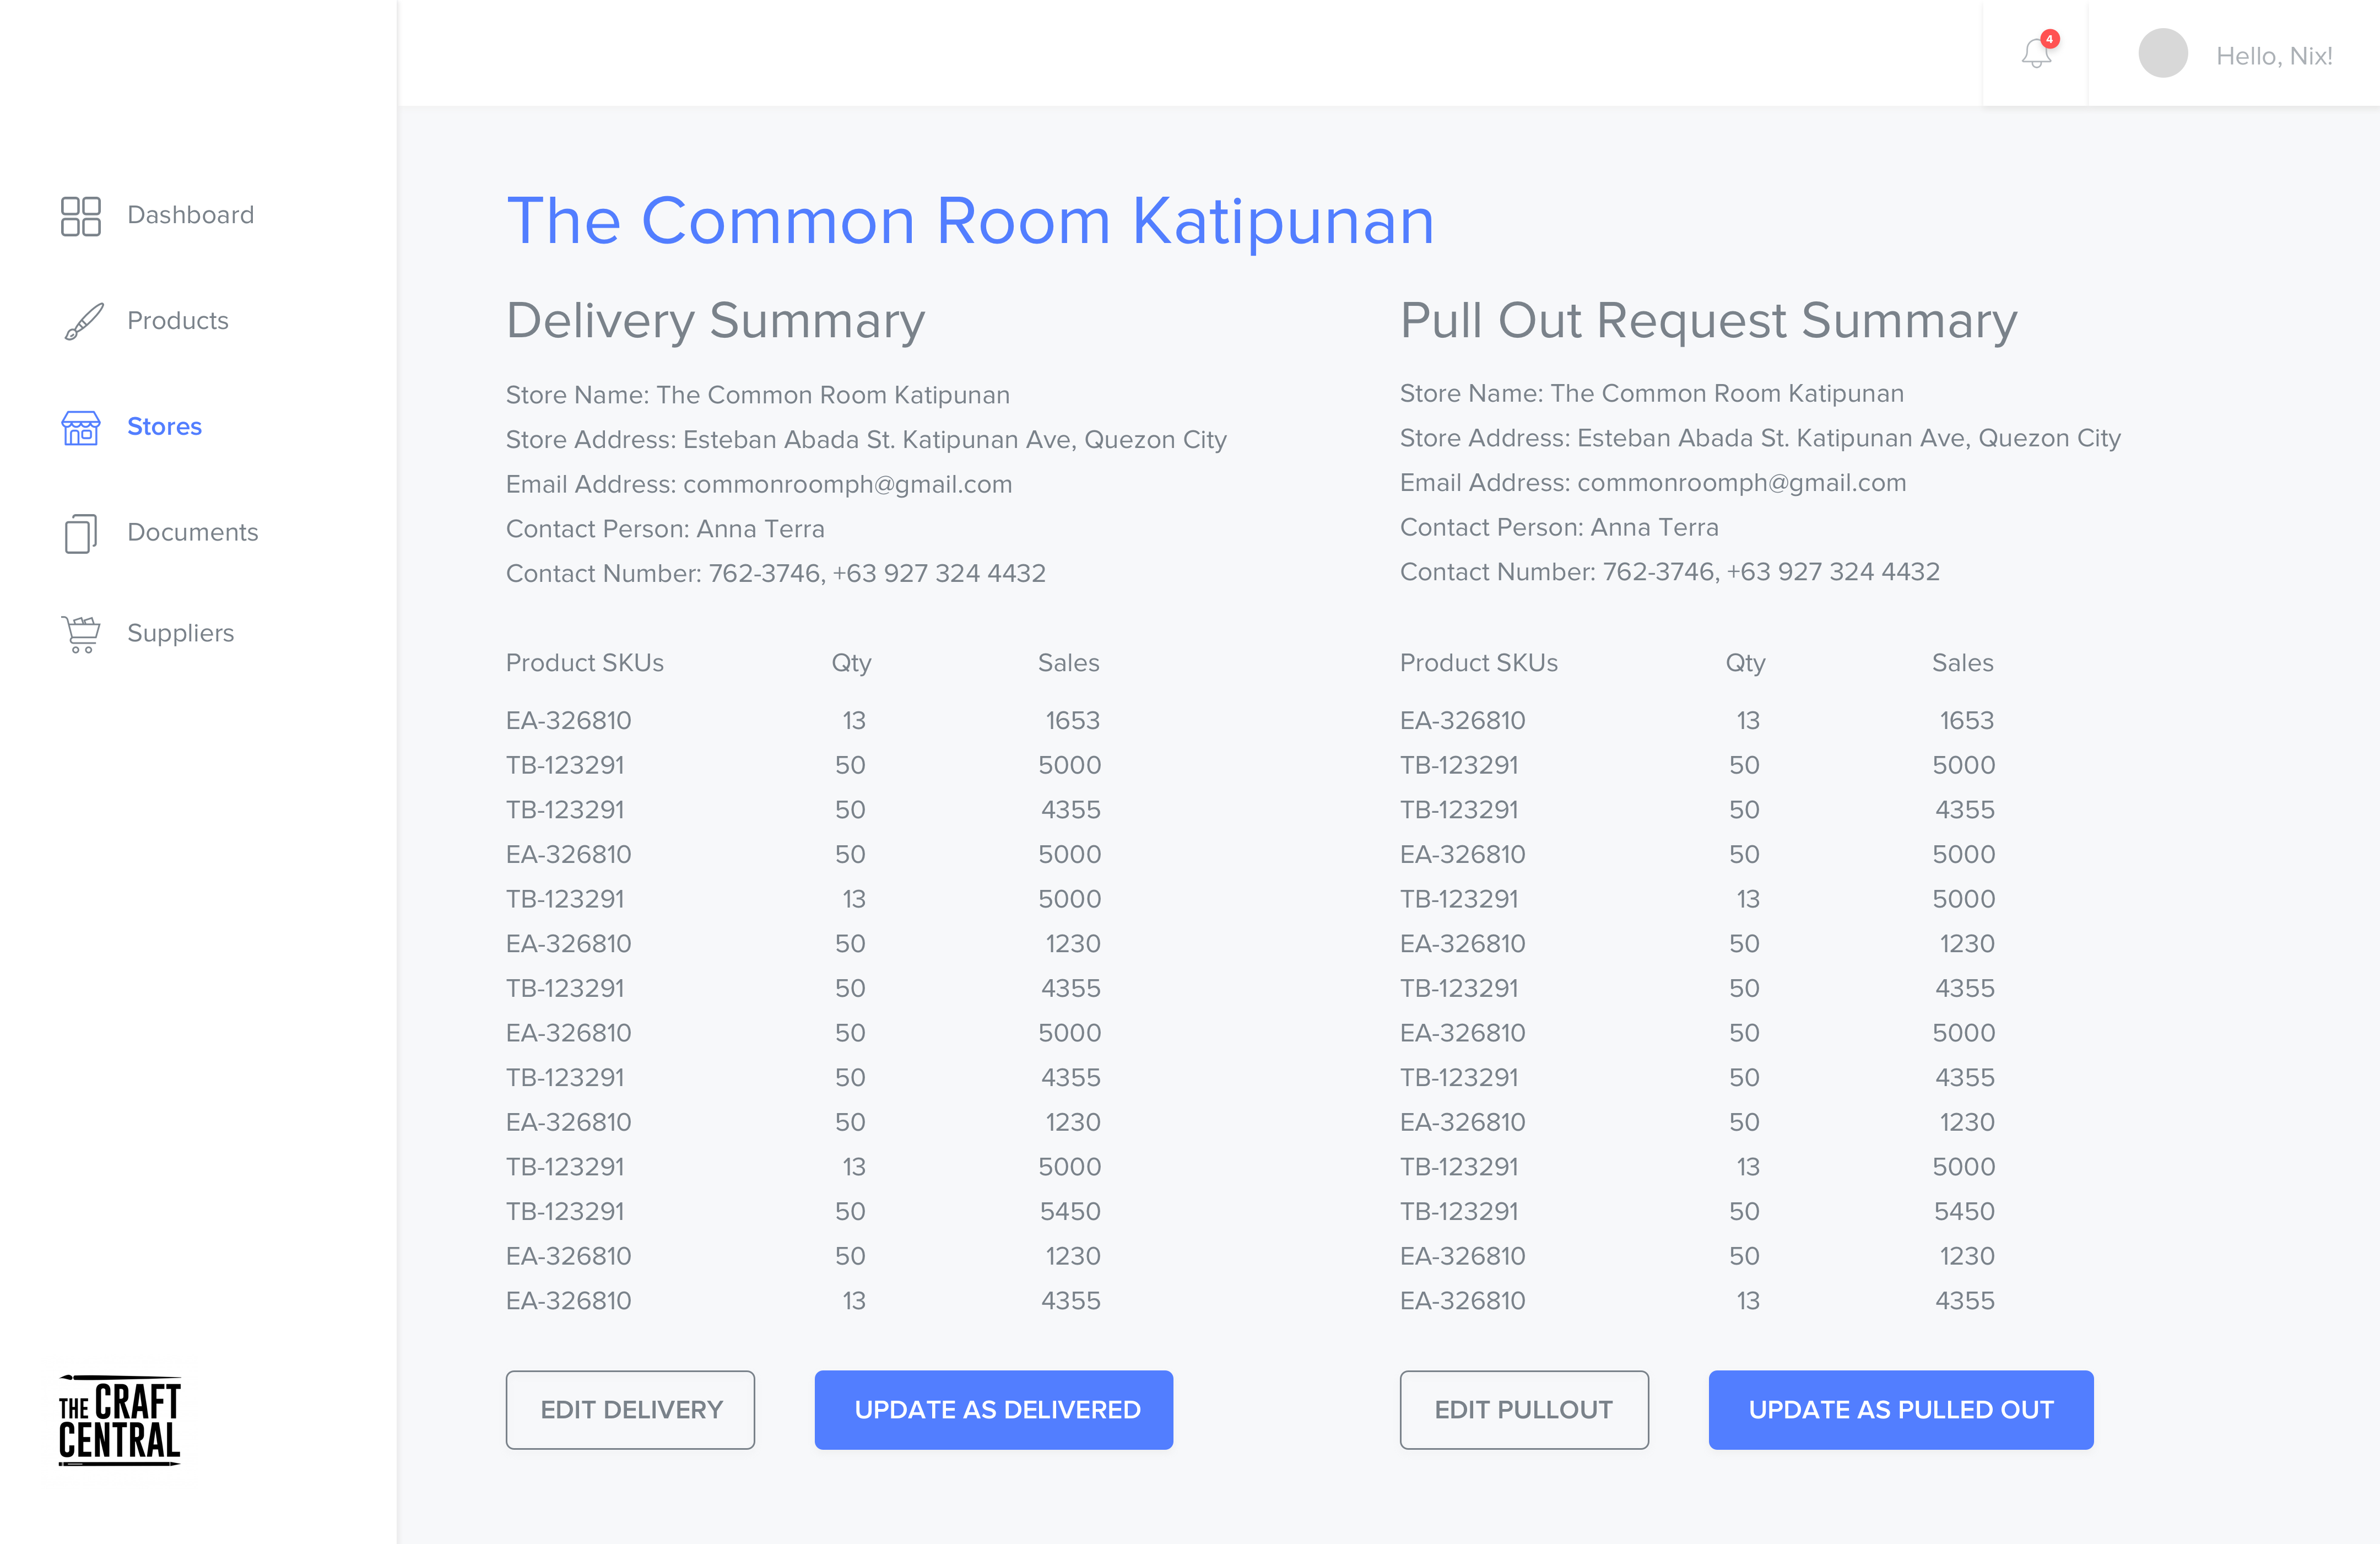 4
Hello, Nix!
Dashboard
Products
Stores
Documents
Suppliers
THE CRAFT
CENTRAL
The Common Room Katipunan
Delivery Summary
Store Name: The Common Room Katipunan
Store Address: Esteban Abada St. Katipunan Ave, Quezon City
Email Address: commonroomph@gmail.com
Contact Person: Anna Terra
Contact Number: 762-3746, +63 927 324 4432
Product SKUs Qty Sales
EA-326810 13 1653
TB-123291 50 5000
TB-123291 50 4355
EA-326810 50 5000
TB-123291 13 5000
EA-326810 50 1230
TB-123291 50 4355
EA-326810 50 5000
TB-123291 50 4355
EA-326810 50 1230
TB-123291 13 5000
TB-123291 50 5450
EA-326810 50 1230
EA-326810 13 4355
EDIT DELIVERY UPDATE AS DELIVERED
Pull Out Request Summary
Store Name: The Common Room Katipunan
Store Address: Esteban Abada St. Katipunan Ave, Quezon City
Email Address: commonroomph@gmail.com
Contact Person: Anna Terra
Contact Number: 762-3746, +63 927 324 4432
Product SKUs Qty Sales
EA-326810 13 1653
TB-123291 50 5000
TB-123291 50 4355
EA-326810 50 5000
TB-123291 13 5000
EA-326810 50 1230
TB-123291 50 4355
EA-326810 50 5000
TB-123291 50 4355
EA-326810 50 1230
TB-123291 13 5000
TB-123291 50 5450
EA-326810 50 1230
EA-326810 13 4355
EDIT PULLOUT UPDATE AS PULLED OUT